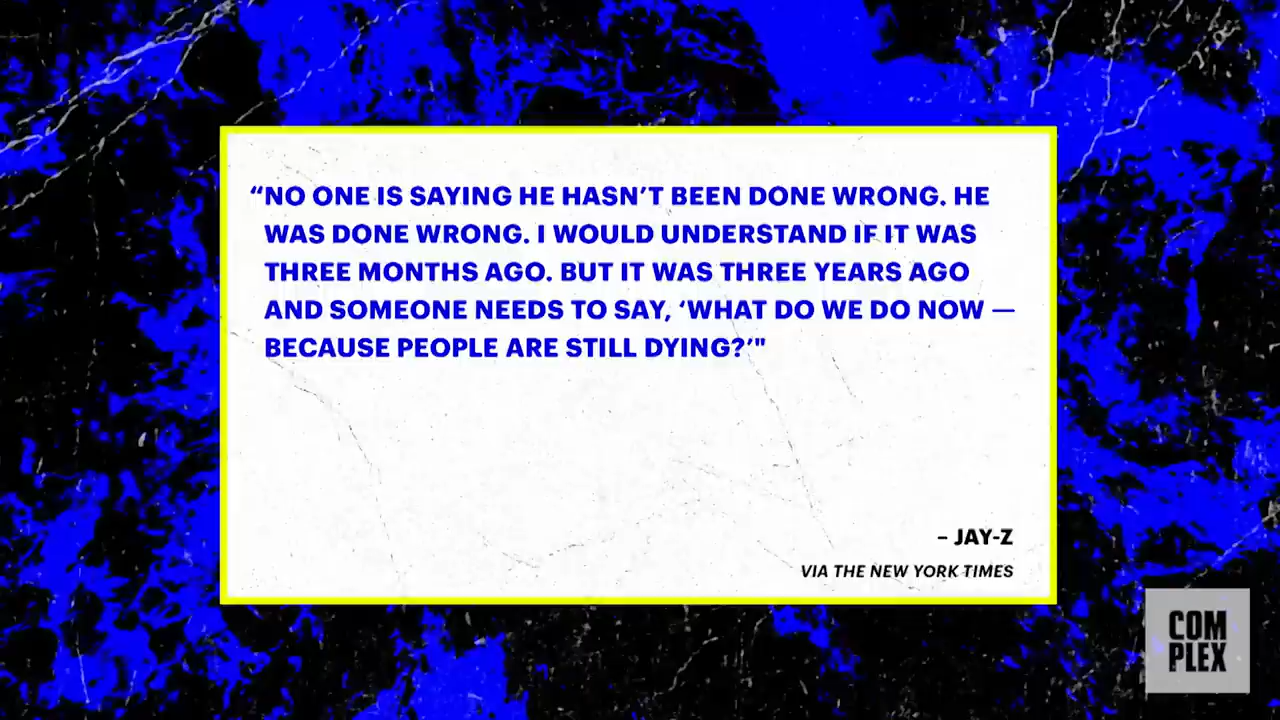 “NO ONE IS SAYING HE HASN’T BEEN DONE WRONG. HE
WAS DONE WRONG. I WOULD UNDERSTAND IF IT WAS
THREE MONTHS AGO. BUT IT WAS THREE YEARS AGO
AND SOMEONE NEEDS TO SAY, ‘WHAT DO WE DO NOW —
BECAUSE PEOPLE ARE STILL DYING?’"
– JAY-Z
VIA THE NEW YORK TIMES
COM
PLEX